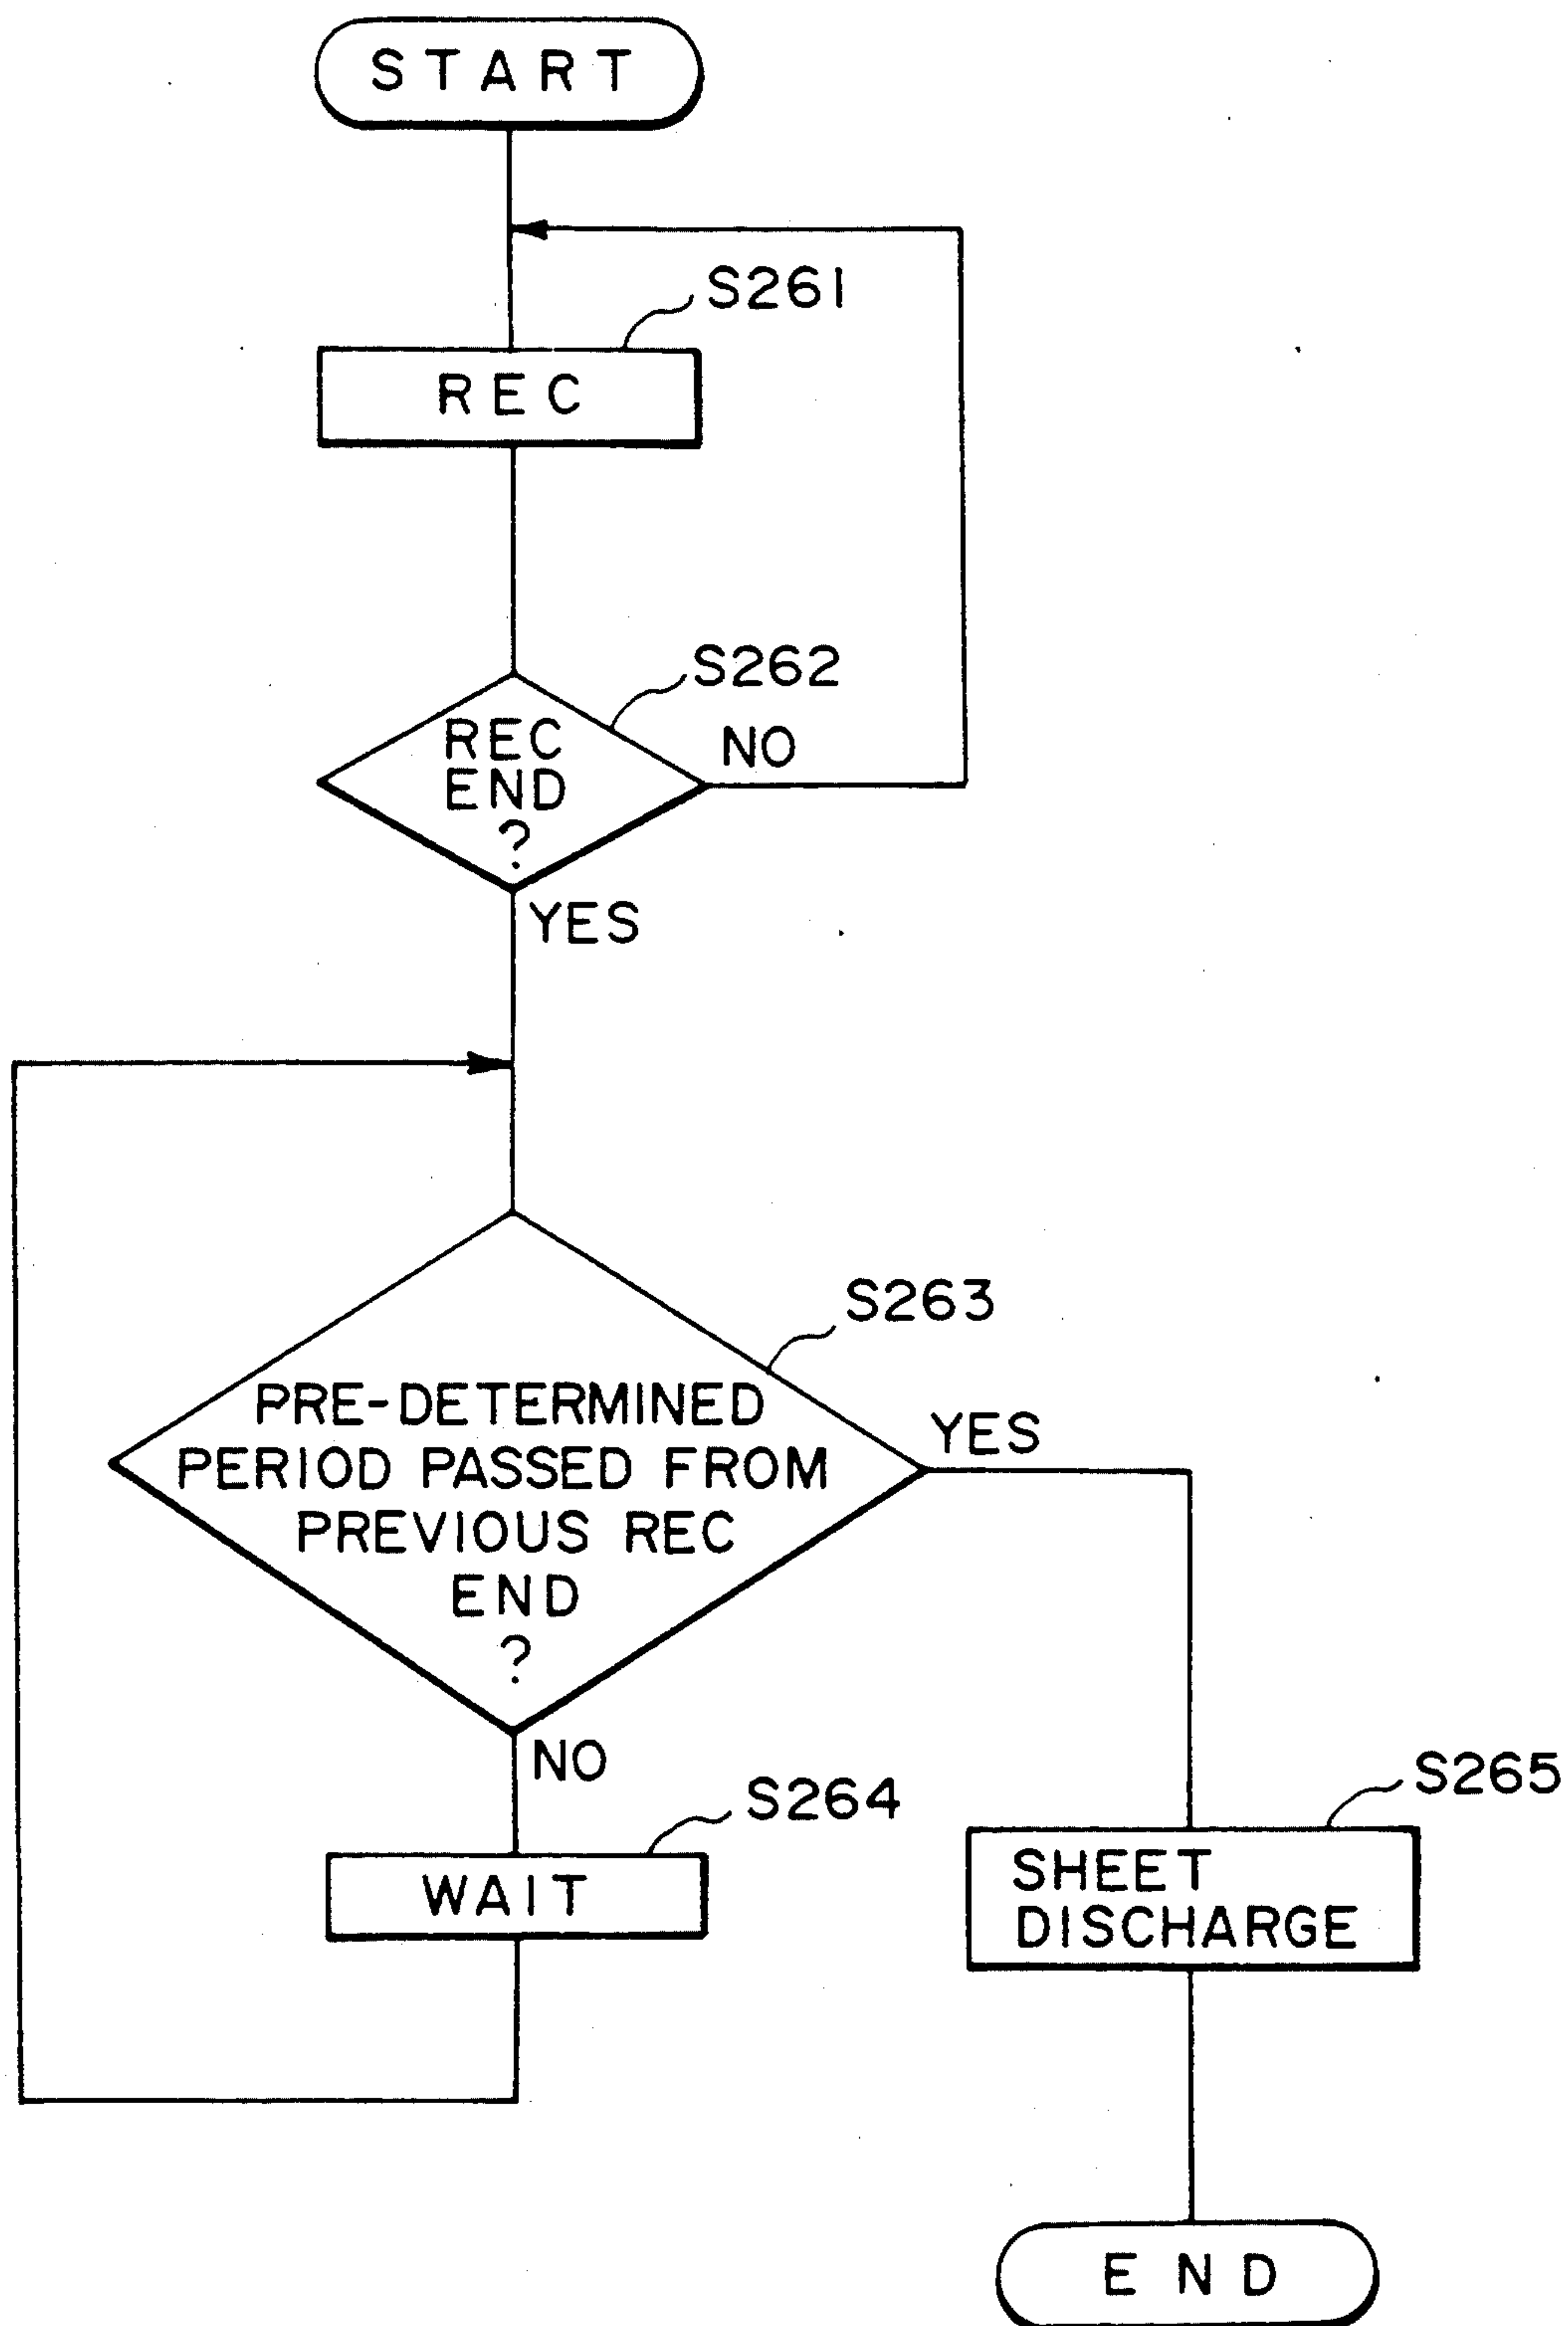 START
S261
REC
S262
REC
END
?
NO
YES
S263
PRE-DETERMINED
PERIOD PASSED FROM
PREVIOUS REC
END
?
YES
NO
S264
WAIT
S265
SHEET
DISCHARGE
END